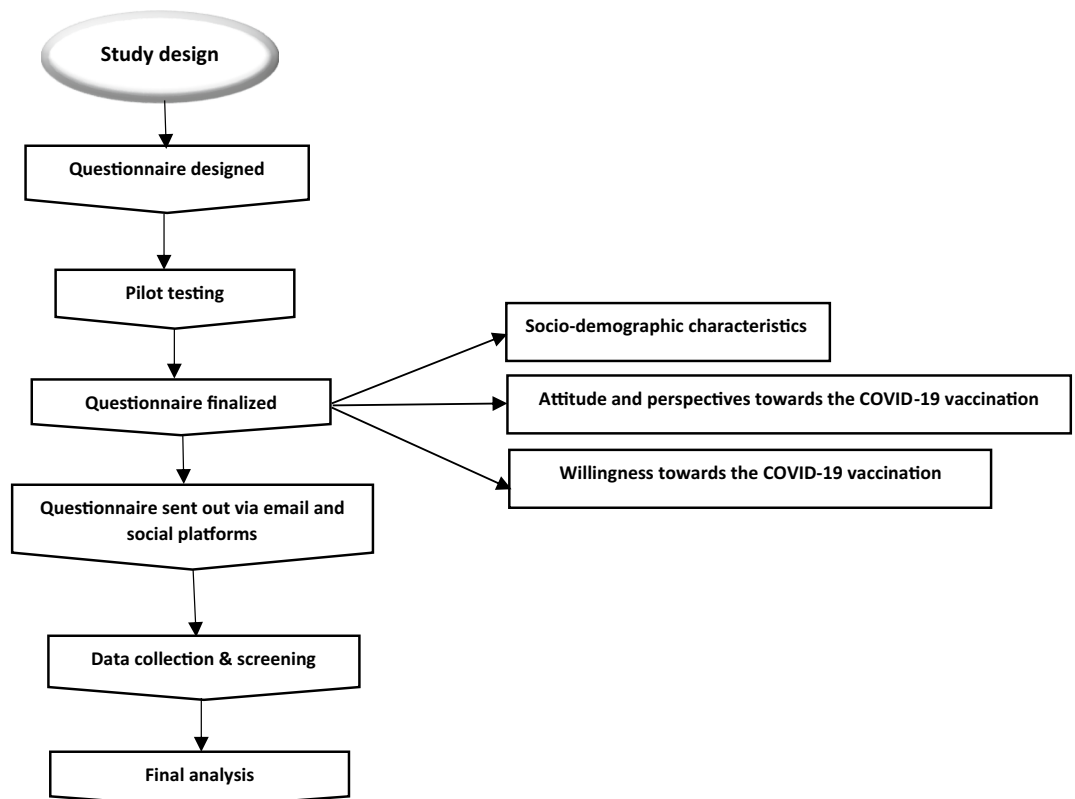 Study design
Questionnaire designed
Pilot testing
Socio-demographic characteristics
Questionnaire finalized
Attitude and perspectives towards the COVID-19 vaccination
Willingness towards the COVID-19 vaccination
Questionnaire sent out via email and
social platforms
Data collection & screening
Final analysis